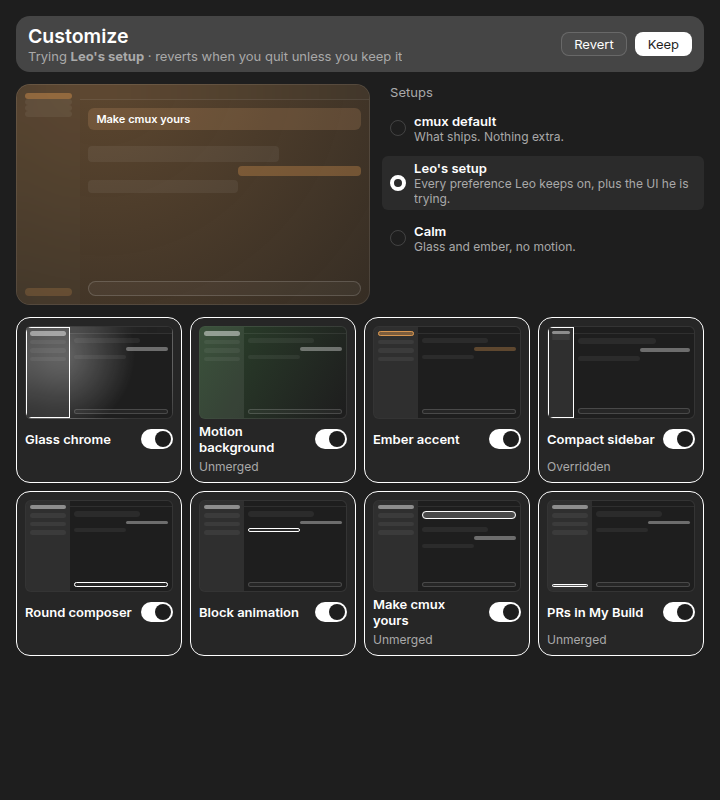 Customize
Trying Leo's setup · reverts when you quit unless you keep it
Revert
Keep
Make cmux yours
Setups
cmux default
What ships. Nothing extra.
Leo's setup
Every preference Leo keeps on, plus the UI he is
trying.
Calm
Glass and ember, no motion.
Glass chrome
Motion
background
Unmerged
Ember accent
Compact sidebar
Overridden
Round composer
Block animation
Make cmux
yours
Unmerged
PRs in My Build
Unmerged